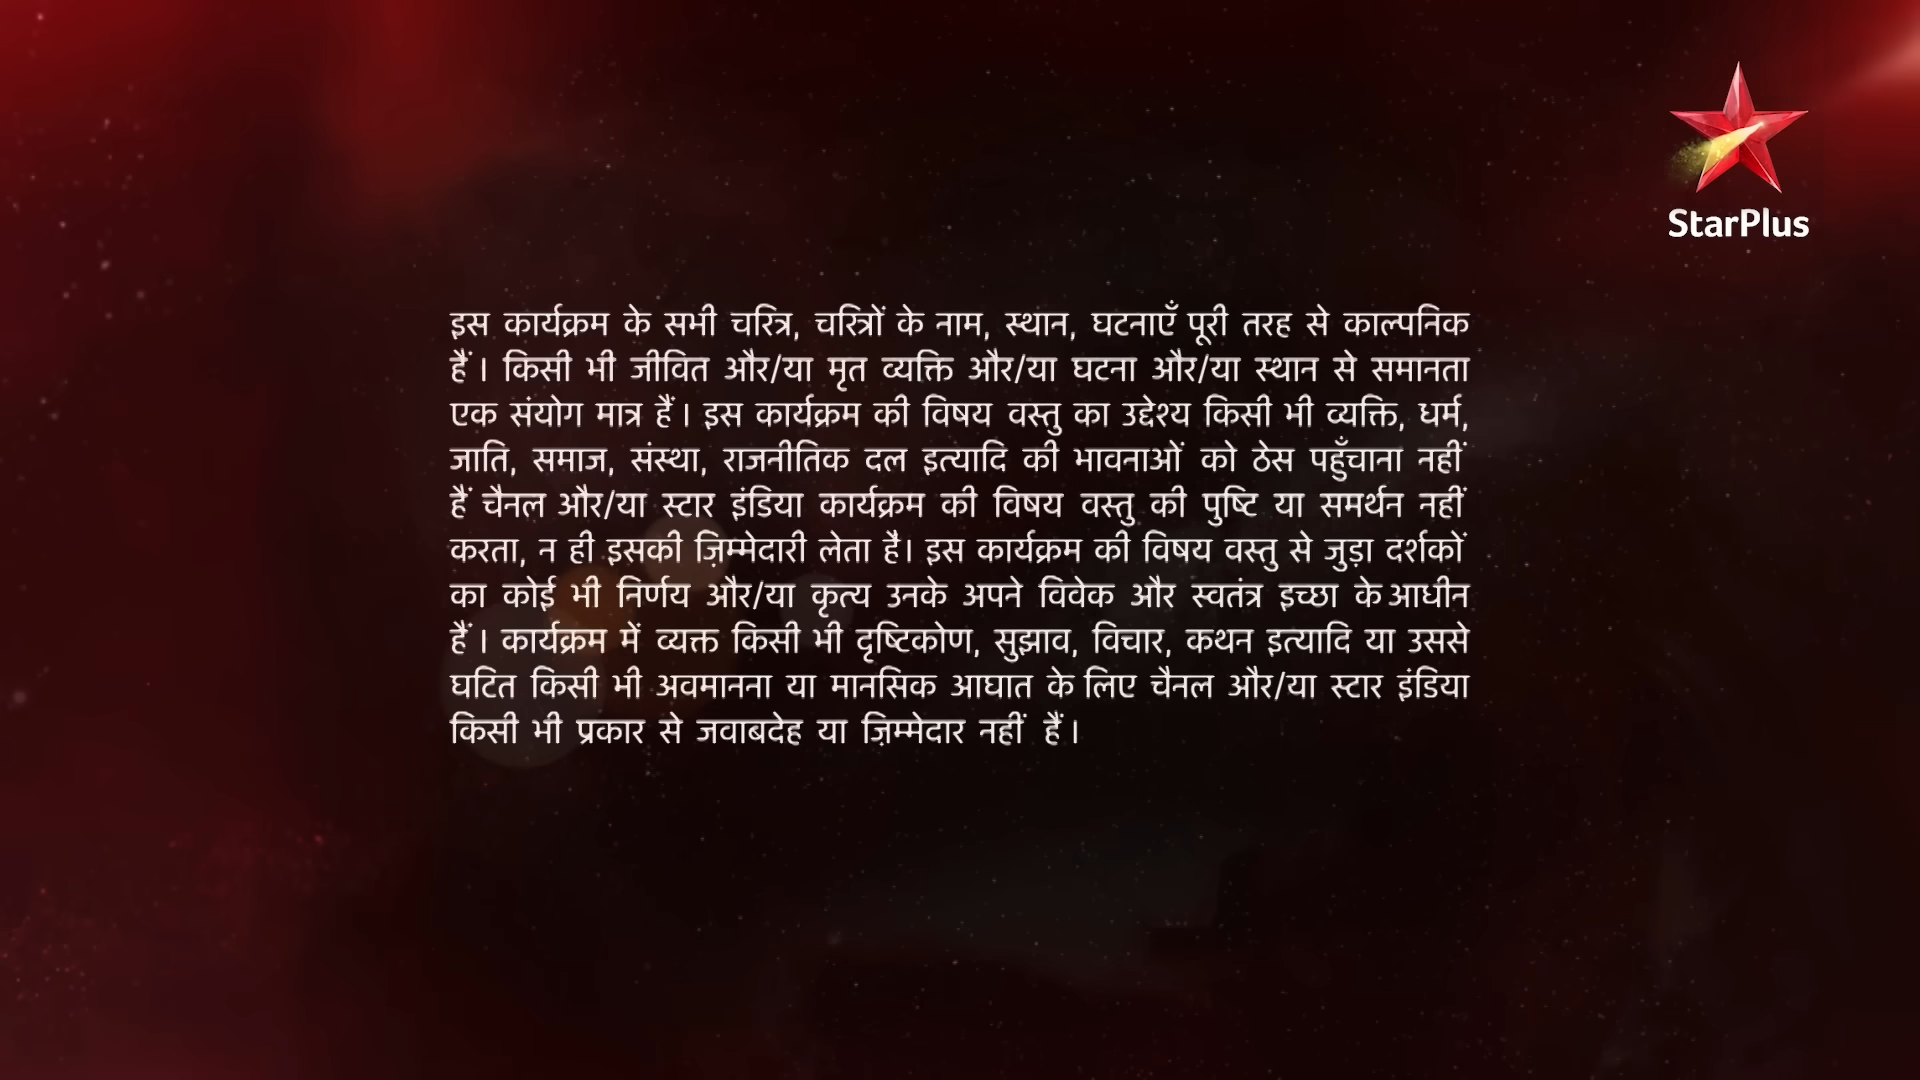 StarPlus
इस कार्यक्रम के सभी चरित्र, चरित्रों के नाम, स्थान, घटनाएँ पूरी तरह से काल्पनिक
हैं । किसी भी जीवित और/या मृत व्यक्ति और/या घटना और/या स्थान से समानता
एक संयोग मात्र हैं । इस कार्यक्रम की विषय वस्तु का उद्देश्य किसी भी व्यक्ति, धर्म,
जाति, समाज, संस्था, राजनीतिक दल इत्यादि की भावनाओं को ठेस पहुँचाना नहीं
हैं चैनल और/या स्टार इंडिया कार्यक्रम की विषय वस्तु की पुष्टि या समर्थन नहीं
करता, न ही इसकी ज़िम्मेदारी लेता है। इस कार्यक्रम की विषय वस्तु से जुड़ा दर्शकों
का कोई भी निर्णय और/या कृत्य उनके अपने विवेक और स्वतंत्र इच्छा के आधीन
हैं । कार्यक्रम में व्यक्त किसी भी दृष्टिकोण, सुझाव, विचार, कथन इत्यादि या उससे
घटित किसी भी अवमानना या मानसिक आघात के लिए चैनल और/या स्टार इंडिया
किसी भी प्रकार से जवाबदेह या ज़िम्मेदार नहीं हैं ।